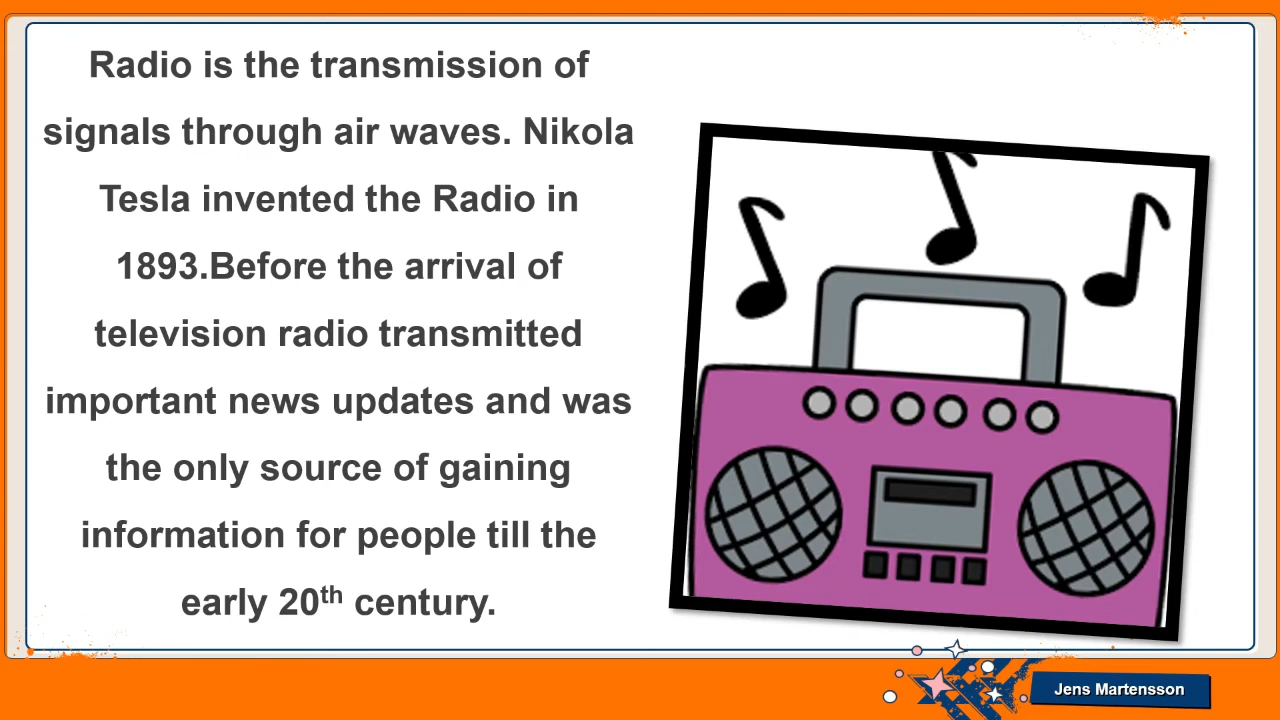 Radio is the transmission of
signals through air waves. Nikola
Tesla invented the Radio in
1893.Before the arrival of
television radio transmitted
important news updates and was
the only source of gaining
information for people till the
early 20th century.
Jens Martensson